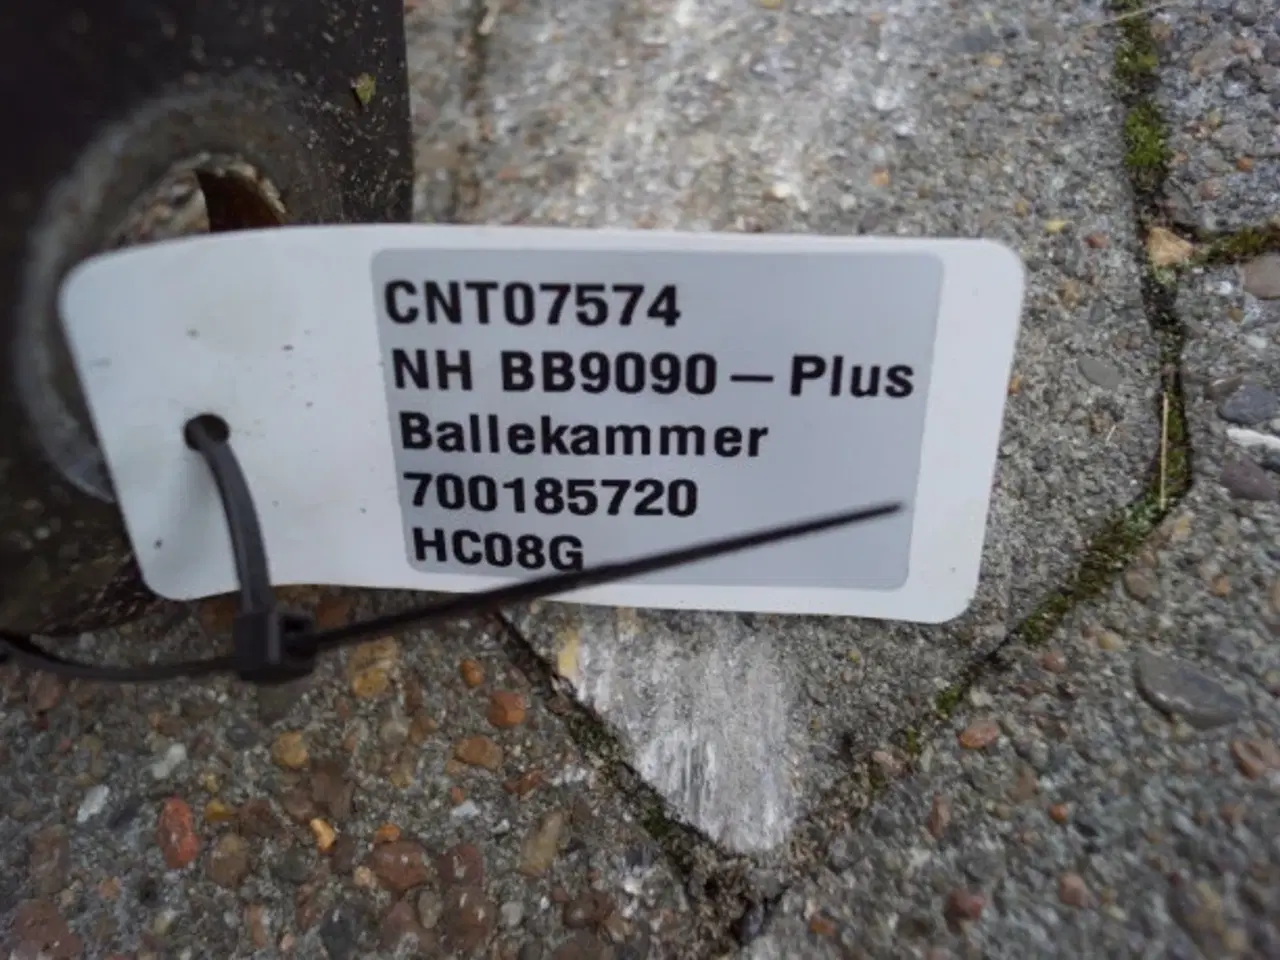 CNT07574
NH BB9090 – Plus
Ballekammer
700185720
HC08G